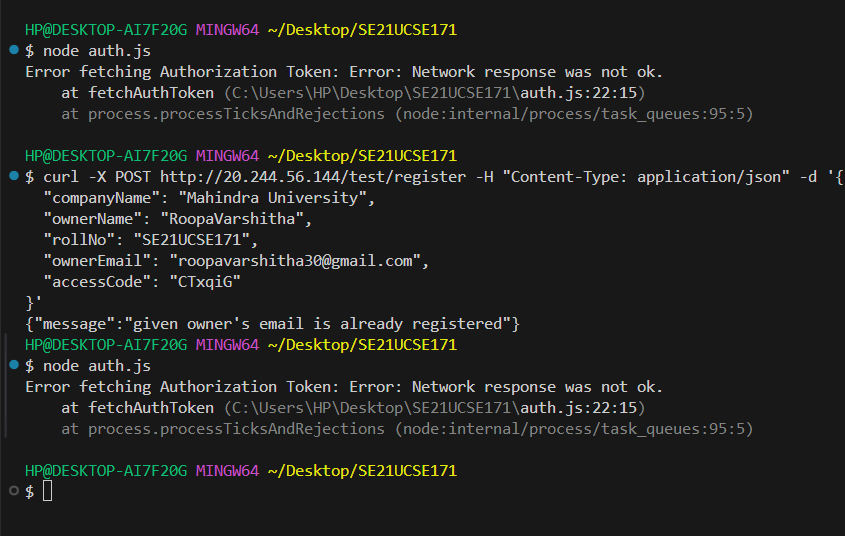 HP@DESKTOP-AI7F20G MINGW64 ~/Desktop/SE21UCSE171
$ node auth.js
Error fetching Authorization Token: Error: Network response was not ok.
    at fetchAuthToken (C:\Users\HP\Desktop\SE21UCSE171\auth.js:22:15)
    at process.processTicksAndRejections (node:internal/process/task_queues:95:5)

HP@DESKTOP-AI7F20G MINGW64 ~/Desktop/SE21UCSE171
$ curl -X POST http://20.244.56.144/test/register -H "Content-Type: application/json" -d '{
  "companyName": "Mahindra University",
  "ownerName": "RoopaVarshitha",
  "rollNo": "SE21UCSE171",
  "ownerEmail": "roopavarshitha30@gmail.com",
  "accessCode": "CTxqiG"
}'
{"message":"given owner's email is already registered"}
HP@DESKTOP-AI7F20G MINGW64 ~/Desktop/SE21UCSE171
$ node auth.js
Error fetching Authorization Token: Error: Network response was not ok.
    at fetchAuthToken (C:\Users\HP\Desktop\SE21UCSE171\auth.js:22:15)
    at process.processTicksAndRejections (node:internal/process/task_queues:95:5)

HP@DESKTOP-AI7F20G MINGW64 ~/Desktop/SE21UCSE171
$